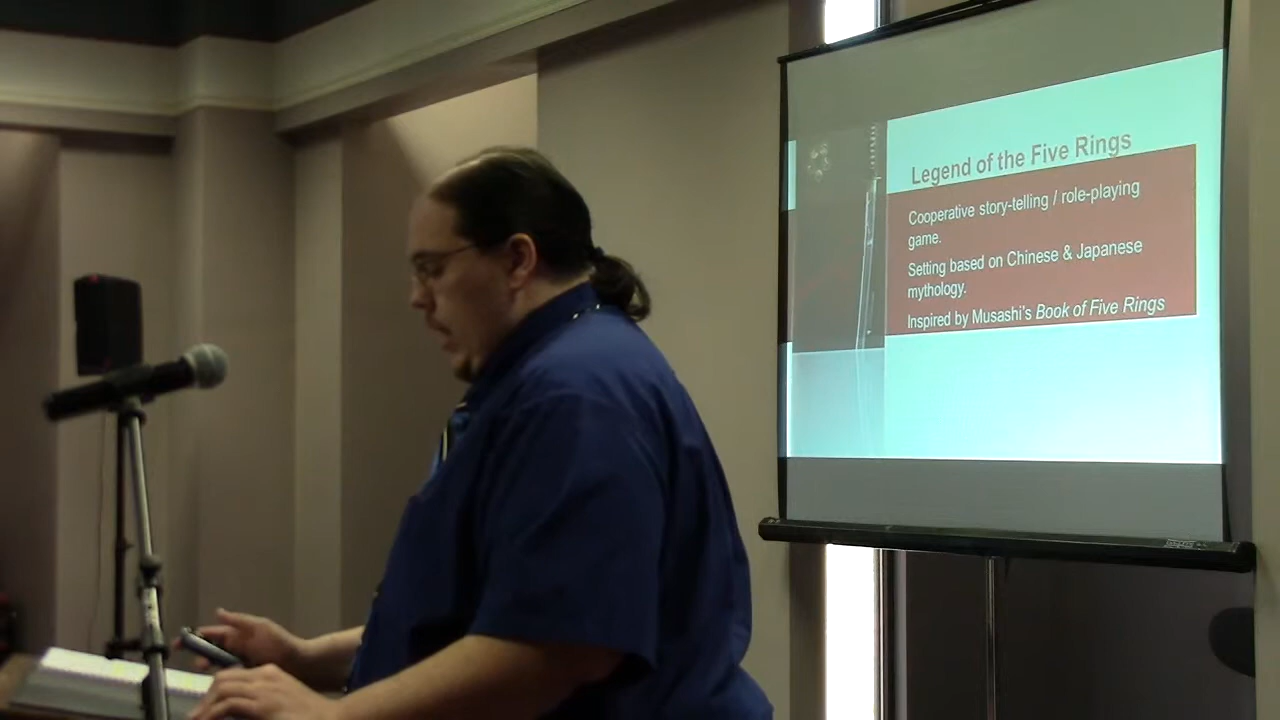 Legend of the Five Rings
Cooperative story-telling / role-playing
game.
Setting based on Chinese & Japanese
mythology.
Inspired by Musashi's Book of Five Rings